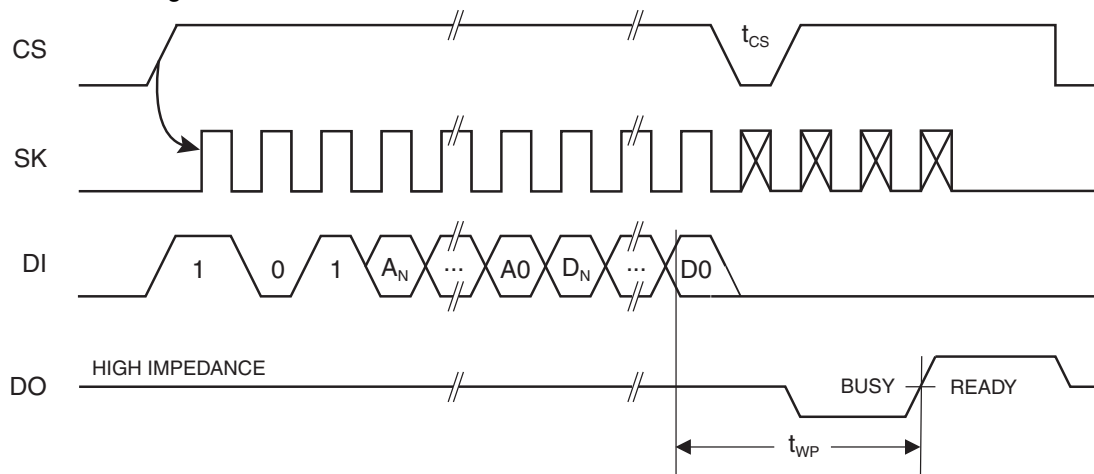 CS
t_CS
SK
DI
1 0 1 A_N ... A0 D_N ... D0
HIGH IMPEDANCE
DO
BUSY READY
t_WP